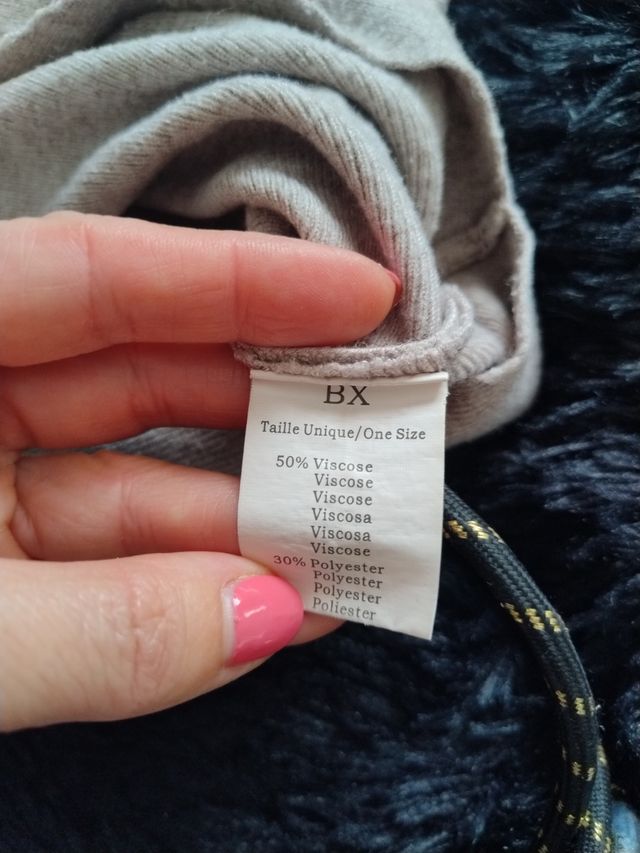 BX
Taille Unique/One Size
50% Viscose
Viscose
Viscose
Viscosa
Viscosa
Viscose
30% Polyester
Polyester
Polyester
Poliester